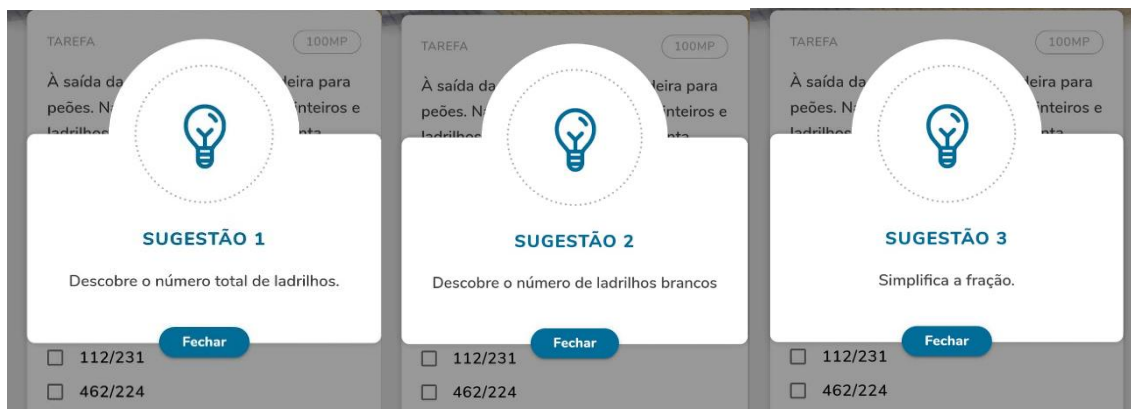 TAREFA
100MP
À saída da
leira para
peões. N
inteiros e
SUGESTÃO 1
Descobre o número total de ladrilhos.
Fechar
112/231
462/224
TAREFA
100MP
À saída da
leira para
peões. N
inteiros e
SUGESTÃO 2
Descobre o número de ladrilhos brancos
Fechar
112/231
462/224
TAREFA
100MP
À saída da
deira para
peões. Na
inteiros e
SUGESTÃO 3
Simplifica a fração.
Fechar
112/231
462/224